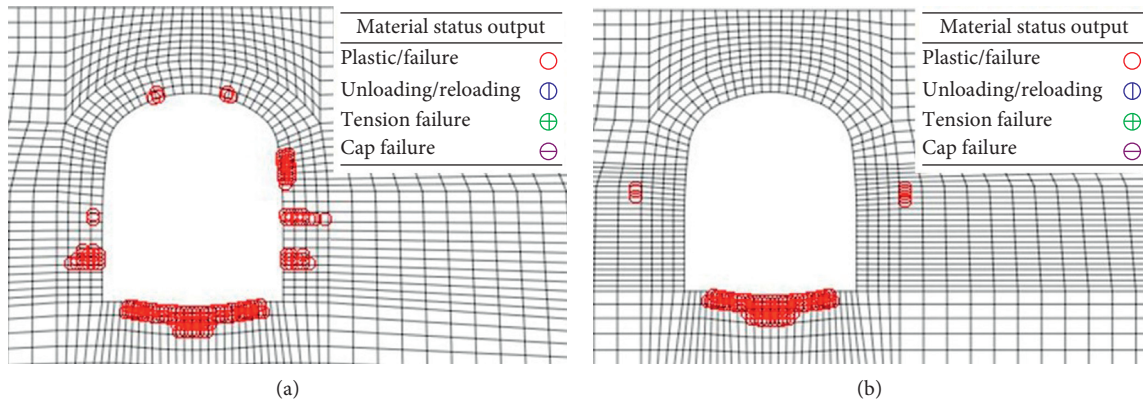 Material status output
Plastic/failure
Unloading/reloading
Tension failure
Cap failure
Material status output
Plastic/failure
Unloading/reloading
Tension failure
Cap failure
(a)
(b)